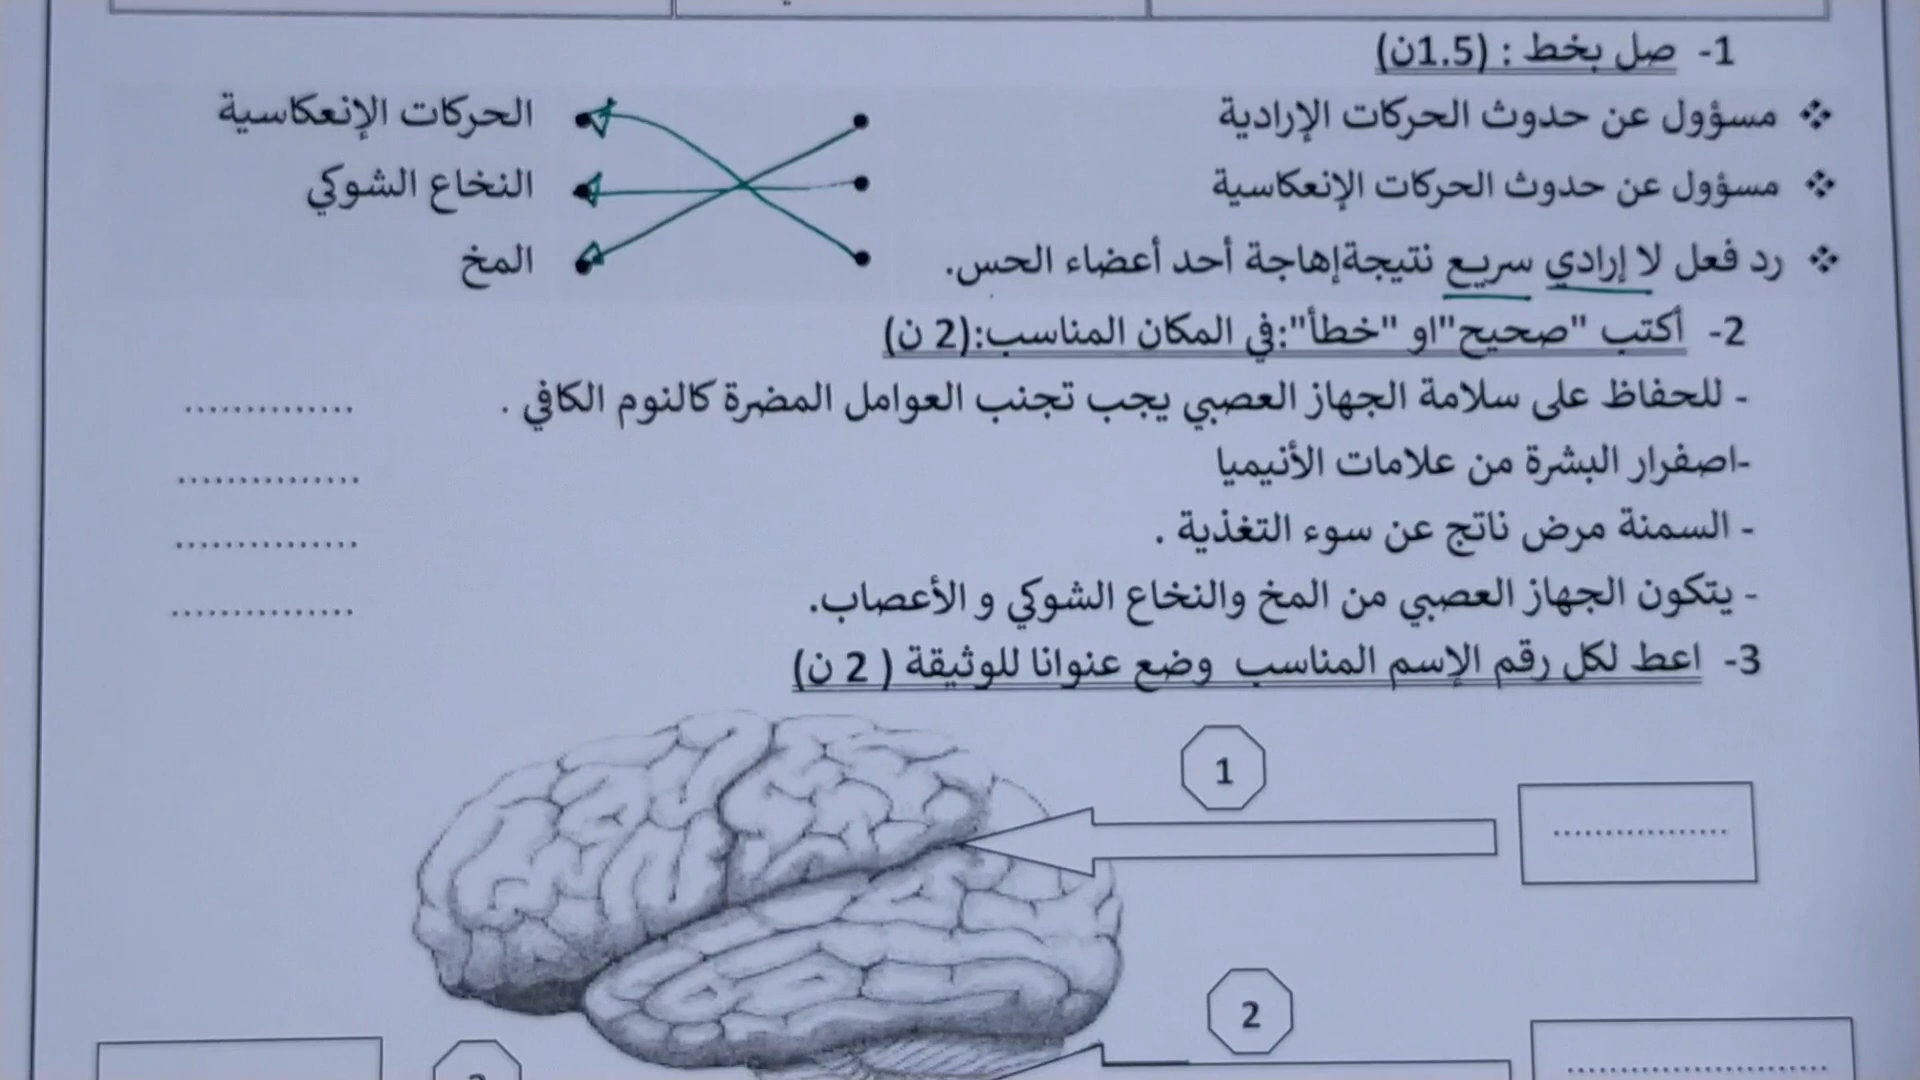 1- صل بخط : (1.5ن)
❖ مسؤول عن حدوث الحركات الإرادية الحركات الإنعكاسية
❖ مسؤول عن حدوث الحركات الإنعكاسية النخاع الشوكي
❖ رد فعل لا إرادي سريع نتيجةإهاجة أحد أعضاء الحس. المخ
2- أكتب "صحيح"او "خطأ":في المكان المناسب:(2 ن)
- للحفاظ على سلامة الجهاز العصبي يجب تجنب العوامل المضرة كالنوم الكافي . ..............
-اصفرار البشرة من علامات الأنيميا ...............
- السمنة مرض ناتج عن سوء التغذية . ...............
- يتكون الجهاز العصبي من المخ والنخاع الشوكي و الأعصاب. ...............
3- اعط لكل رقم الإسم المناسب وضع عنوانا للوثيقة ( 2 ن)
1
.................
2
.........................